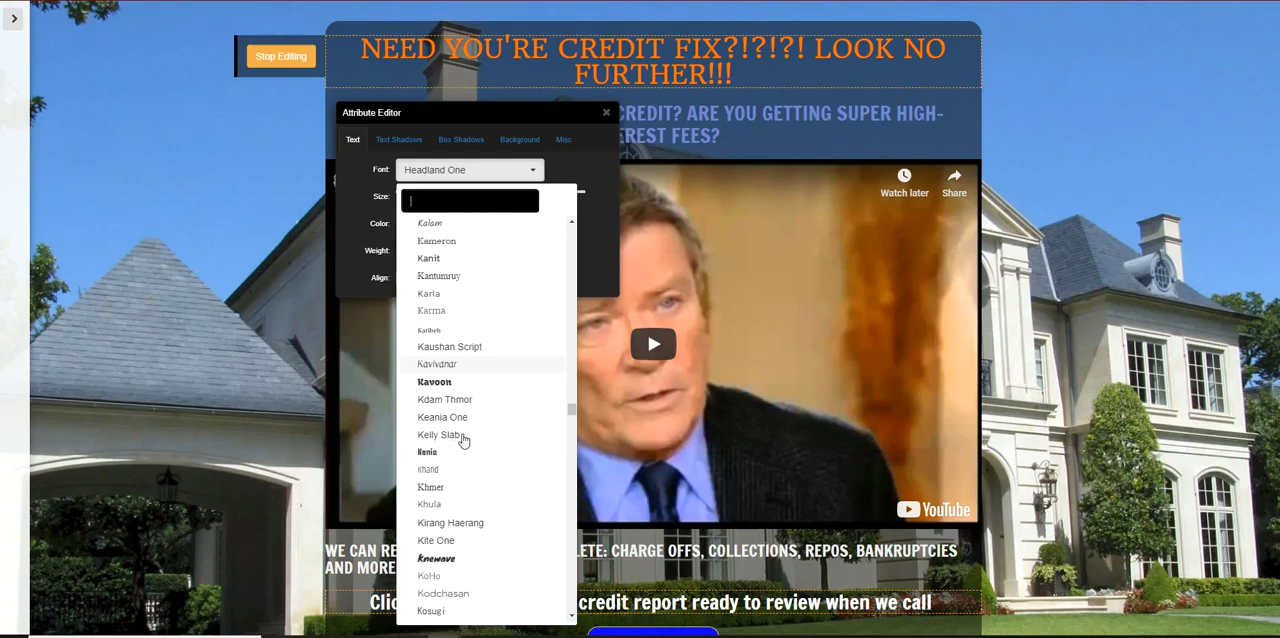 NEED YOU'RE CREDIT FIX?!?!?! LOOK NO
FURTHER!!!
Stop Editing
Attribute Editor
CREDIT? ARE YOU GETTING SUPER HIGH-
EREST FEES?
Text
Text Shadows
Box Shadows
Background
Misc
Font:
Headland One
Size:
Color:
Weight:
Align:
Kalam
Kameron
Kanit
Kantumruy
Karla
Karma
Katibeh
Kaushan Script
Kavivanar
Kavoon
Kdam Thmor
Keania One
Kelly Slab
Kenia
Khand
Khmer
Khula
Kirang Haerang
Kite One
Knewave
KoHo
Kodchasan
Kosugi
Watch later
Share
YouTube
WE CAN RE
LETE: CHARGE OFFS, COLLECTIONS, REPOS, BANKRUPTCIES
AND MORE
Clic
credit report ready to review when we call